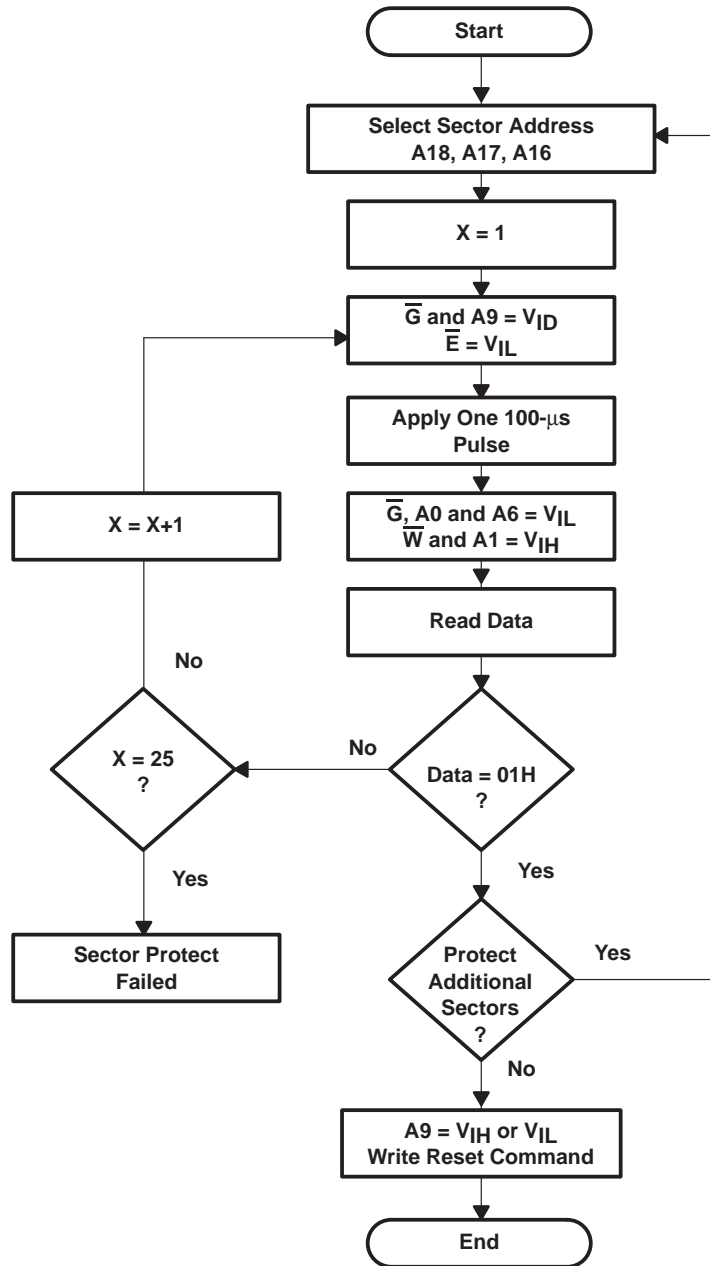 Start
Select Sector Address
A18, A17, A16
X = 1
G̅ and A9 = VID
E̅ = VIL
Apply One 100-μs
Pulse
G̅, A0 and A6 = VIL
W̅ and A1 = VIH
X = X+1
Read Data
No
X = 25
?
No
Data = 01H
?
Yes
Yes
Sector Protect
Failed
Protect
Additional
Sectors
?
Yes
No
A9 = VIH or VIL
Write Reset Command
End